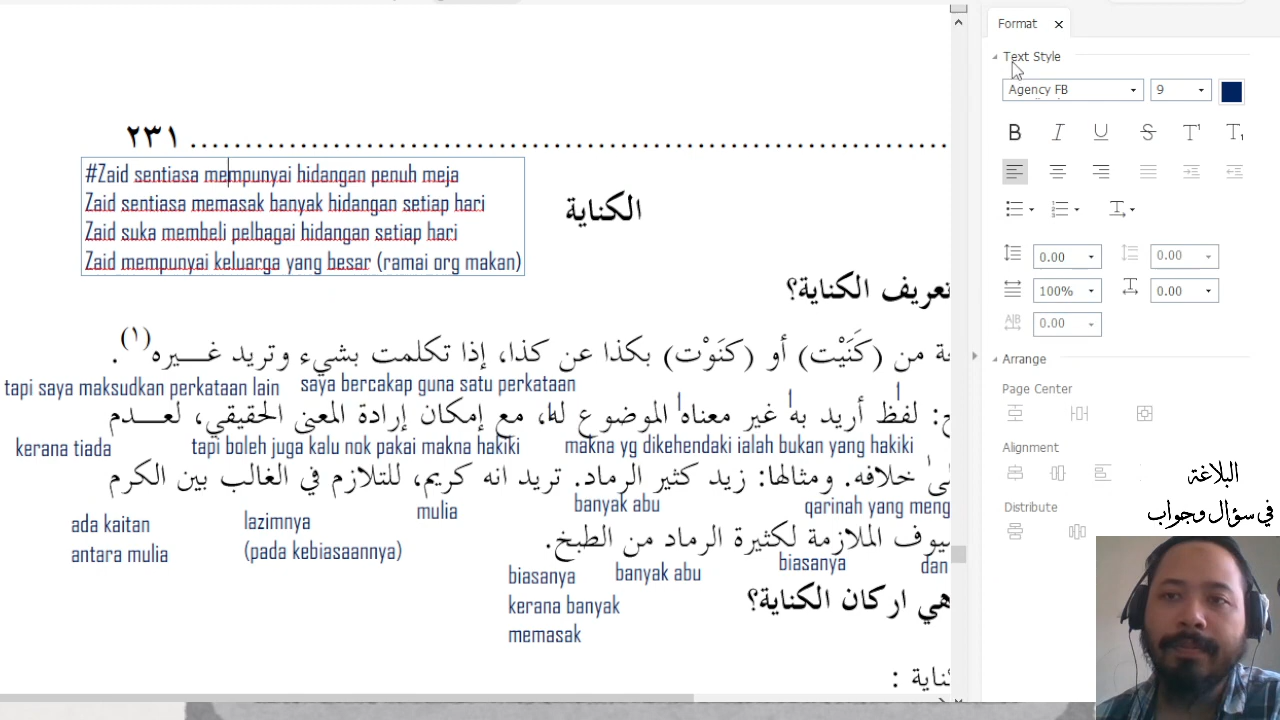 ٢٣١ ........................................................................
#Zaid sentiasa mempunyai hidangan penuh meja
Zaid sentiasa memasak banyak hidangan setiap hari
Zaid suka membeli pelbagai hidangan setiap hari
Zaid mempunyai keluarga yang besar (ramai org makan)
الكناية
تعريف الكناية؟
من (كَنَيْت) أو (كنَوْت) بكذا عن كذا، إذا تكلمت بشيء وتريد غـــيره(١).
tapi saya maksudkan perkataan lain
saya bercakap guna satu perkataan
: لفظ أريد به غير معناه الموضوع له، مع إمكان إرادة المعنى الحقيقي، لعـــدم
kerana tiada
tapi boleh juga kalu nok pakai makna hakiki
makna yg dikehendaki ialah bukan yang hakiki
خلافه. ومثالها: زيد كثير الرماد. تريد انه كريم، للتلازم في الغالب بين الكرم
ada kaitan
antara mulia
lazimnya
(pada kebiasaannya)
mulia
banyak abu
qarinah yang meng
الملازمة لكثيرة الرماد من الطبخ.
biasanya
kerana banyak
memasak
banyak abu
biasanya
dan
هي اركان الكناية؟
:
Format
Text Style
Agency FB
9
B I U S T T
0.00
0.00
100%
0.00
A|B
0.00
Arrange
Page Center
Alignment
Distribute
البلاغة
في سؤال وجواب